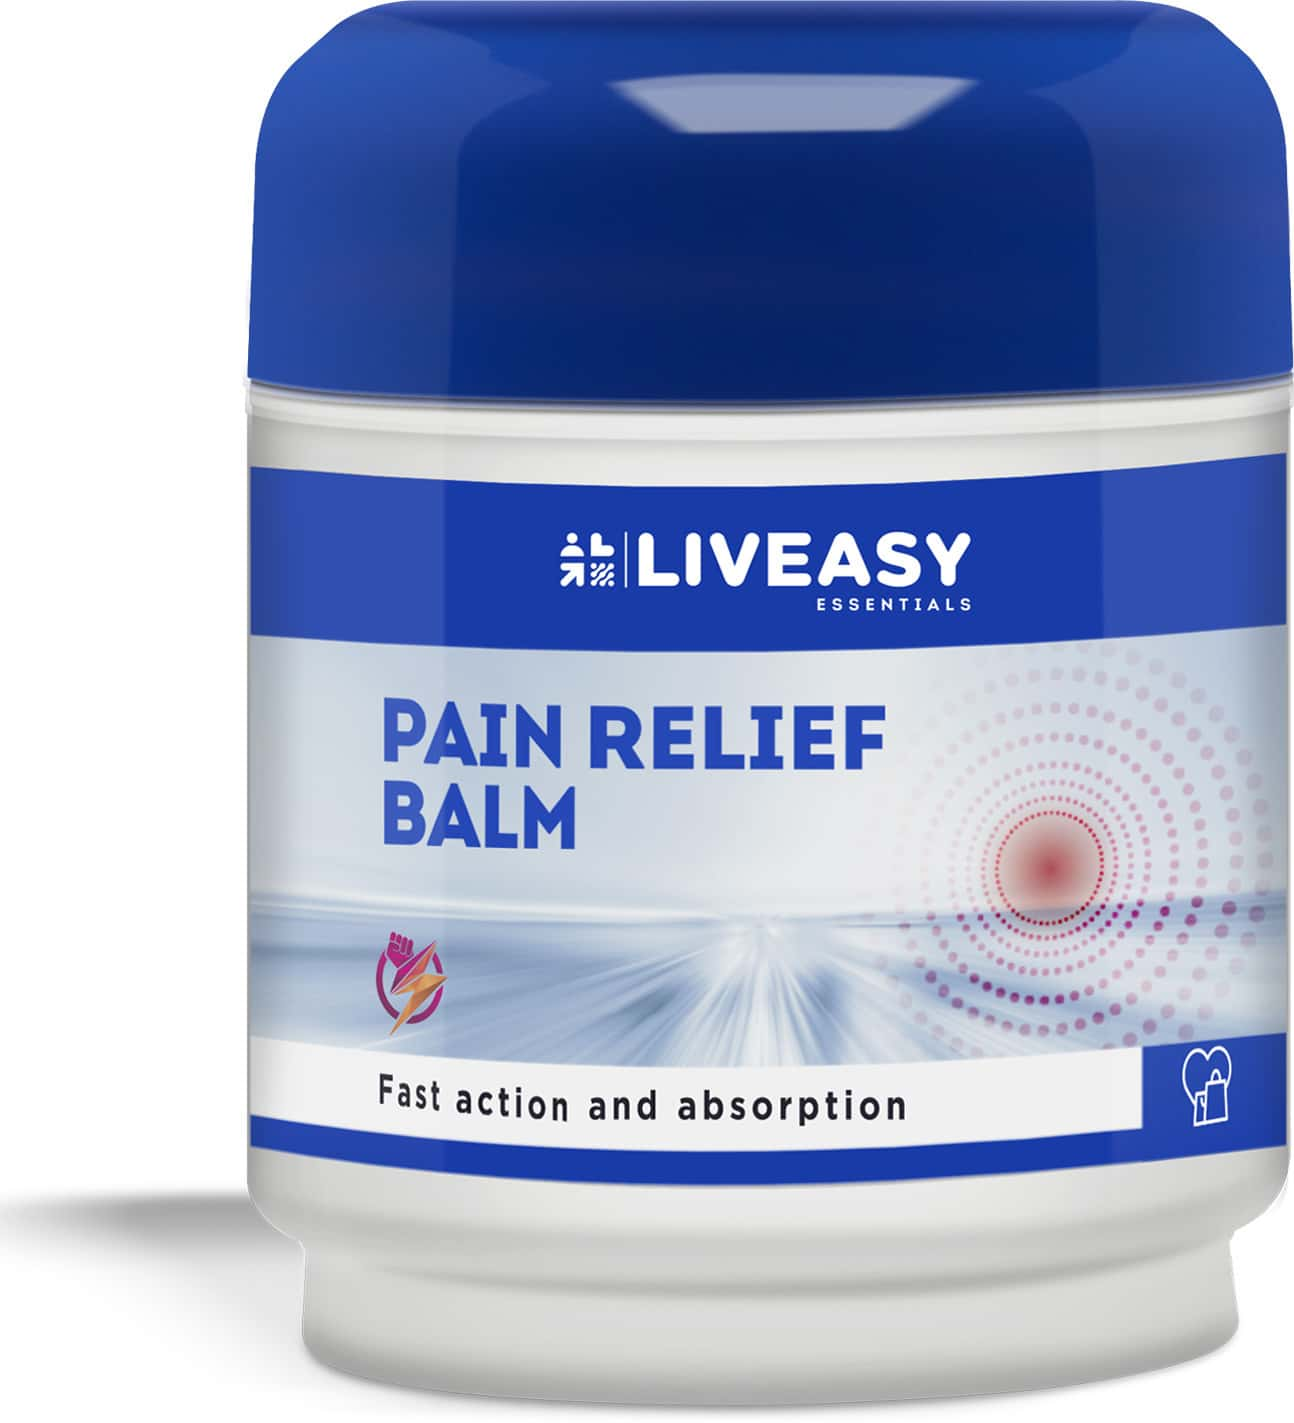 LIVEASY
ESSENTIALS
PAIN RELIEF
BALM
Fast action and absorption